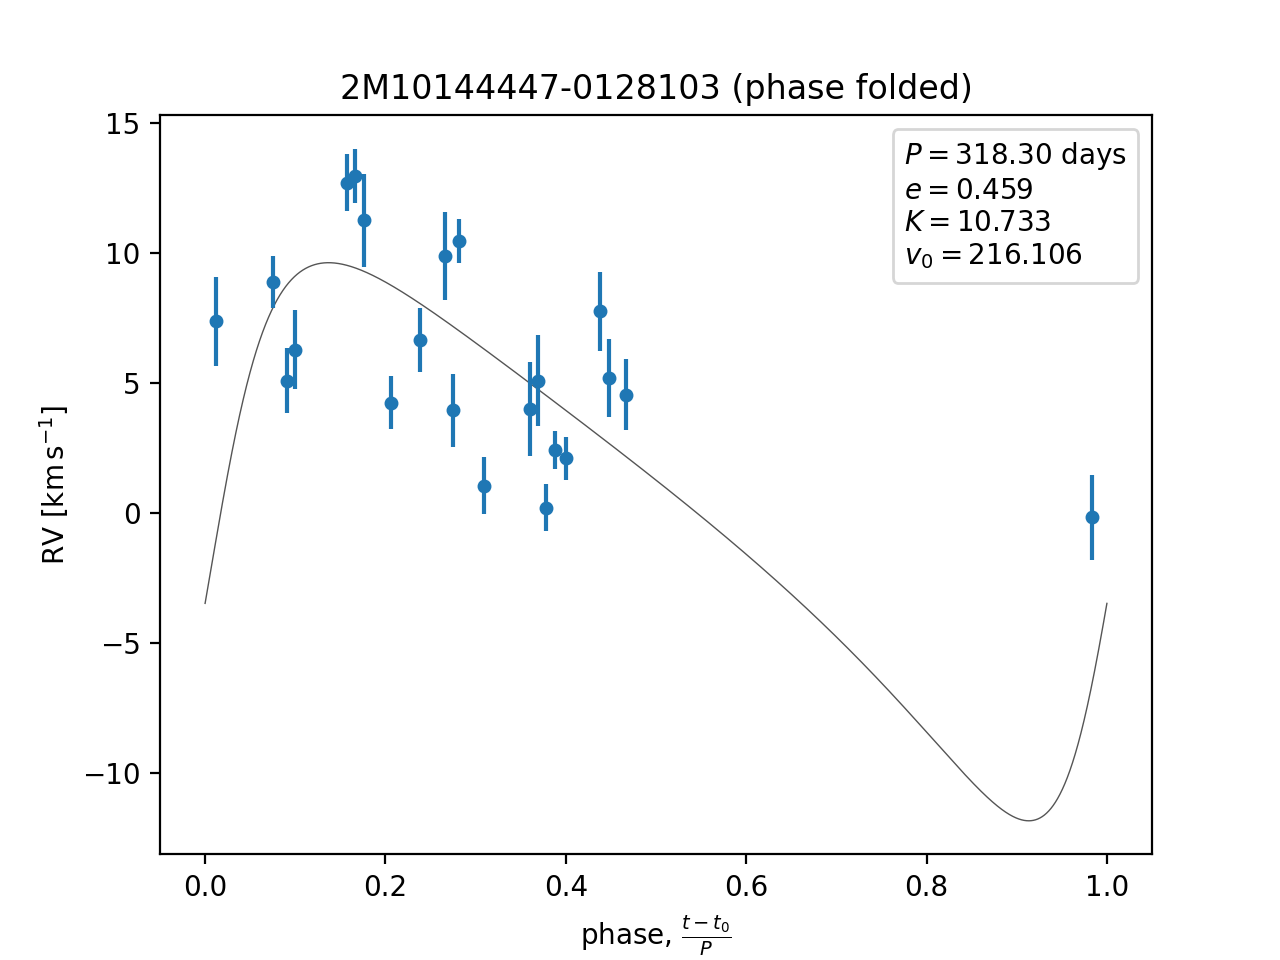 2M10144447-0128103 (phase folded)
P = 318.30 days
e = 0.459
K = 10.733
v₀ = 216.106
15
10
5
0
−5
−10
RV [km s⁻¹]
0.0 0.2 0.4 0.6 0.8 1.0
phase, (t − t₀)/P